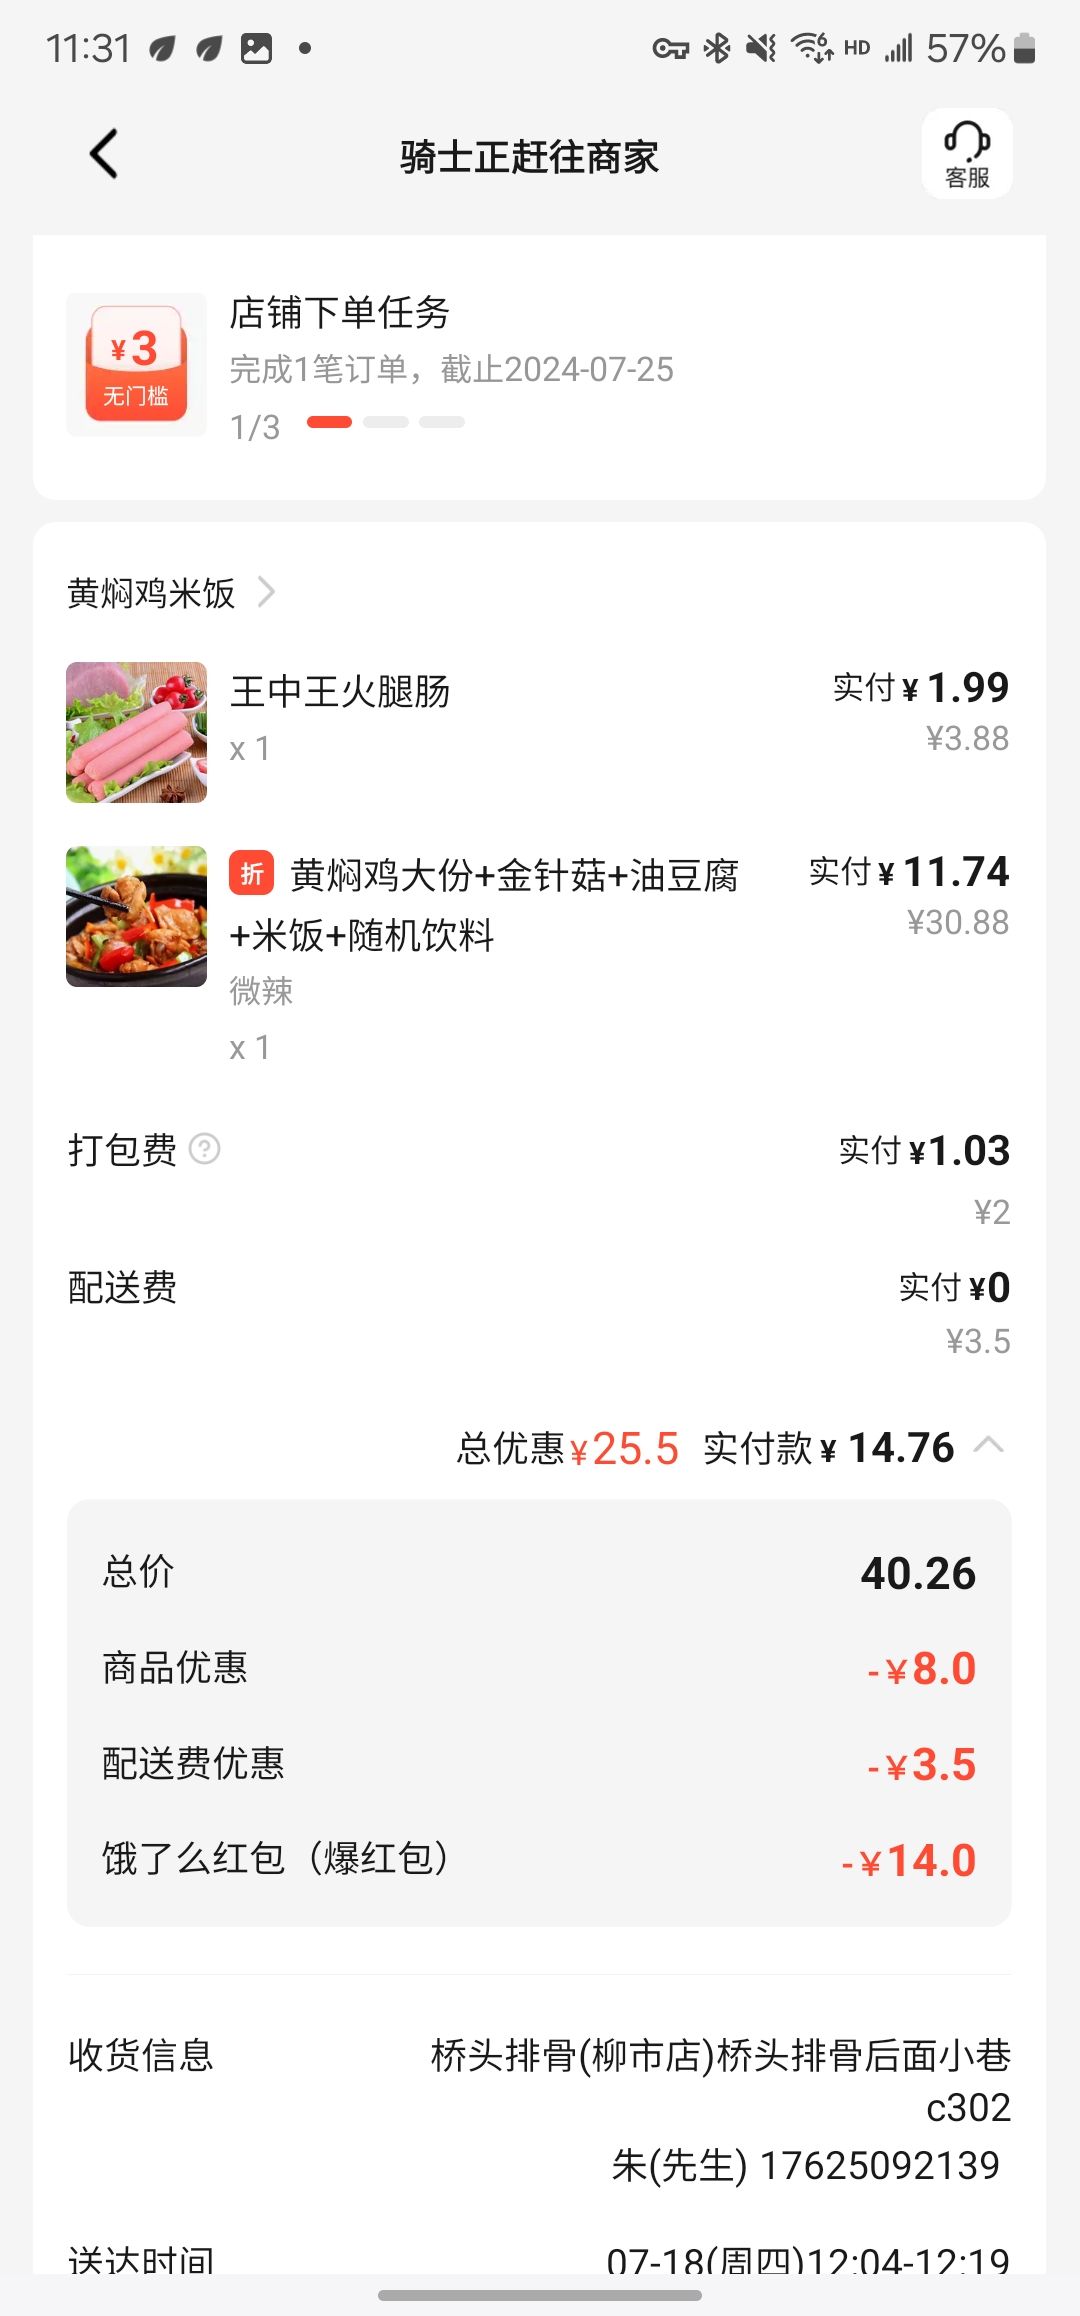 11:31 HD 57%
骑士正赶往商家
客服
¥3
无门槛
店铺下单任务
完成1笔订单，截止2024-07-25
1/3
黄焖鸡米饭
王中王火腿肠 实付¥1.99
x 1 ¥3.88
折 黄焖鸡大份+金针菇+油豆腐 实付¥11.74
+米饭+随机饮料 ¥30.88
微辣
x 1
打包费 实付¥1.03
¥2
配送费 实付¥0
¥3.5
总优惠¥25.5 实付款¥14.76
总价 40.26
商品优惠 -¥8.0
配送费优惠 -¥3.5
饿了么红包（爆红包） -¥14.0
收货信息 桥头排骨(柳市店)桥头排骨后面小巷
c302
朱(先生) 17625092139
送达时间 07-18(周四)12:04-12:19